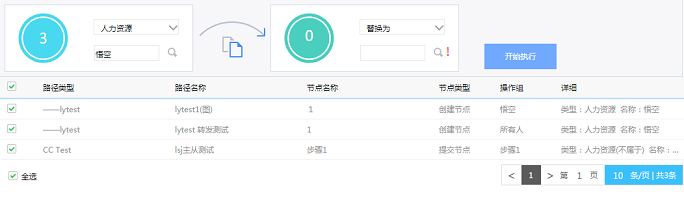 3
人力资源
悟空
0
替换为
!
开始执行
路径类型 路径名称 节点名称 节点类型 操作组 详细
——lytest lytest1(图) 1 创建节点 悟空 类型：人力资源 名称：悟空
——lytest lytest 转发测试 1 创建节点 所有人 类型：人力资源 名称：悟空
CC Test lsj主从测试 步骤1 提交节点 步骤1 类型：人力资源(不属于) 名称：...
全选
< 1 > 第 1 页 10 条/页 | 共3条